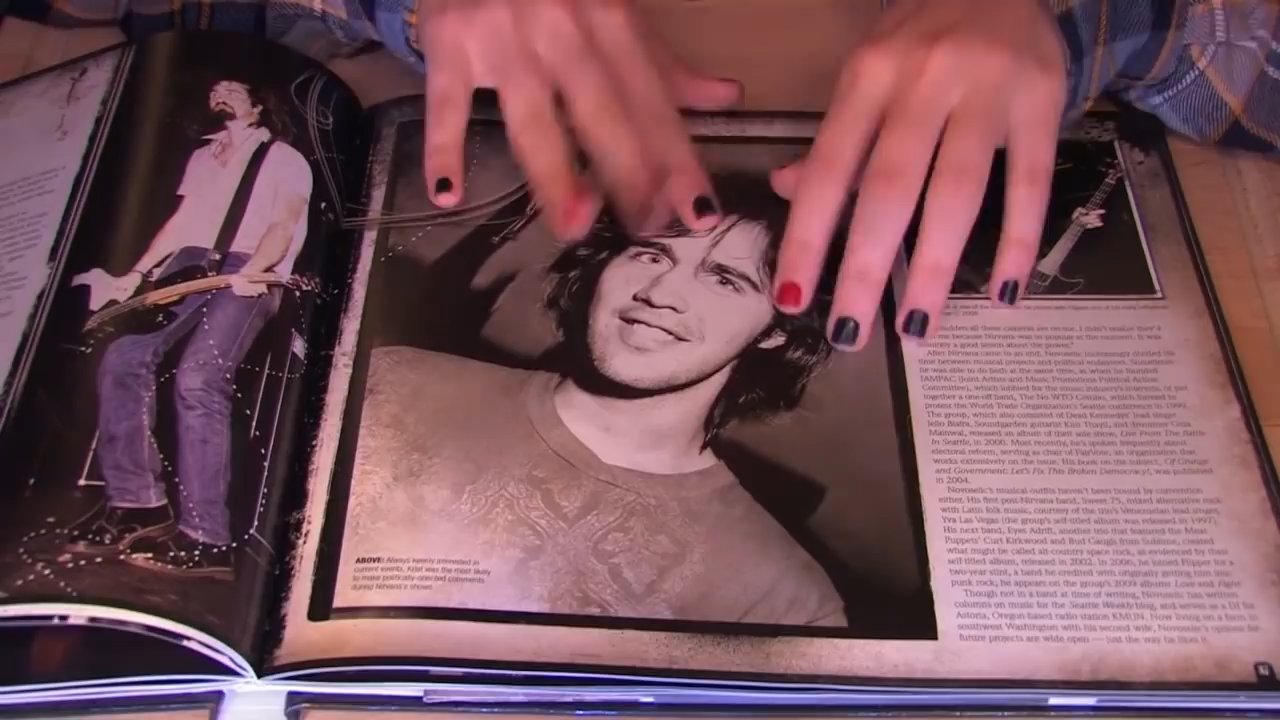 ABOVE: Always keenly interested in
current events, Krist was the most likely
to make politically-oriented comments
during Nirvana's shows.
sudden all these cameras are on me. I didn't realize they'd
me because Nirvana was so popular at the moment. It was
a good lesson about the power."
After Nirvana came to an end, Novoselic increasingly divided his
time between musical projects and political endeavors. Sometimes
he was able to do both at the same time, as when he founded
JAMPAC (Joint Artists and Music Promotions Political Action
Committee), which lobbied for the music industry's interests, he put
together a one-off band, The No WTO Combo, which formed to
protest the World Trade Organization's Seattle conference in 1999.
The group, which also consisted of Dead Kennedys' lead singer
Jello Biafra, Soundgarden guitarist Kim Thayil, and drummer Gina
Mainwal, released an album of their sole show, Live From The Battle
In Seattle, in 2000. Most recently, he's spoken frequently about
electoral reform, serving as chair of FairVote, an organization that
works extensively on the issue. His book on the subject, Of Grunge
and Government: Let's Fix This Broken Democracy!, was published
in 2004.
Novoselic's musical outfits haven't been bound by convention
either. His first post-Nirvana band, Sweet 75, mixed alternative rock
with Latin folk music, courtesy of the trio's Venezuelan lead singer,
Yva Las Vegas (the group's self-titled album was released in 1997).
His next band, Eyes Adrift, another trio that featured the Meat
Puppets' Curt Kirkwood and Bud Gaugh from Sublime, created
what might be called alt-country space rock, as evidenced by their
self-titled album, released in 2002. In 2006, he joined Flipper for a
two-year stint, a band he credited with originally getting him into
punk rock; he appears on the group's 2009 albums Love and Fight.
Though not in a band at time of writing, Novoselic has written
columns on music for the Seattle Weekly blog, and serves as a DJ for
Astoria, Oregon-based radio station KMUN. Now living on a farm in
southwest Washington with his second wife, Novoselic's options for
future projects are wide open — just the way he likes it.